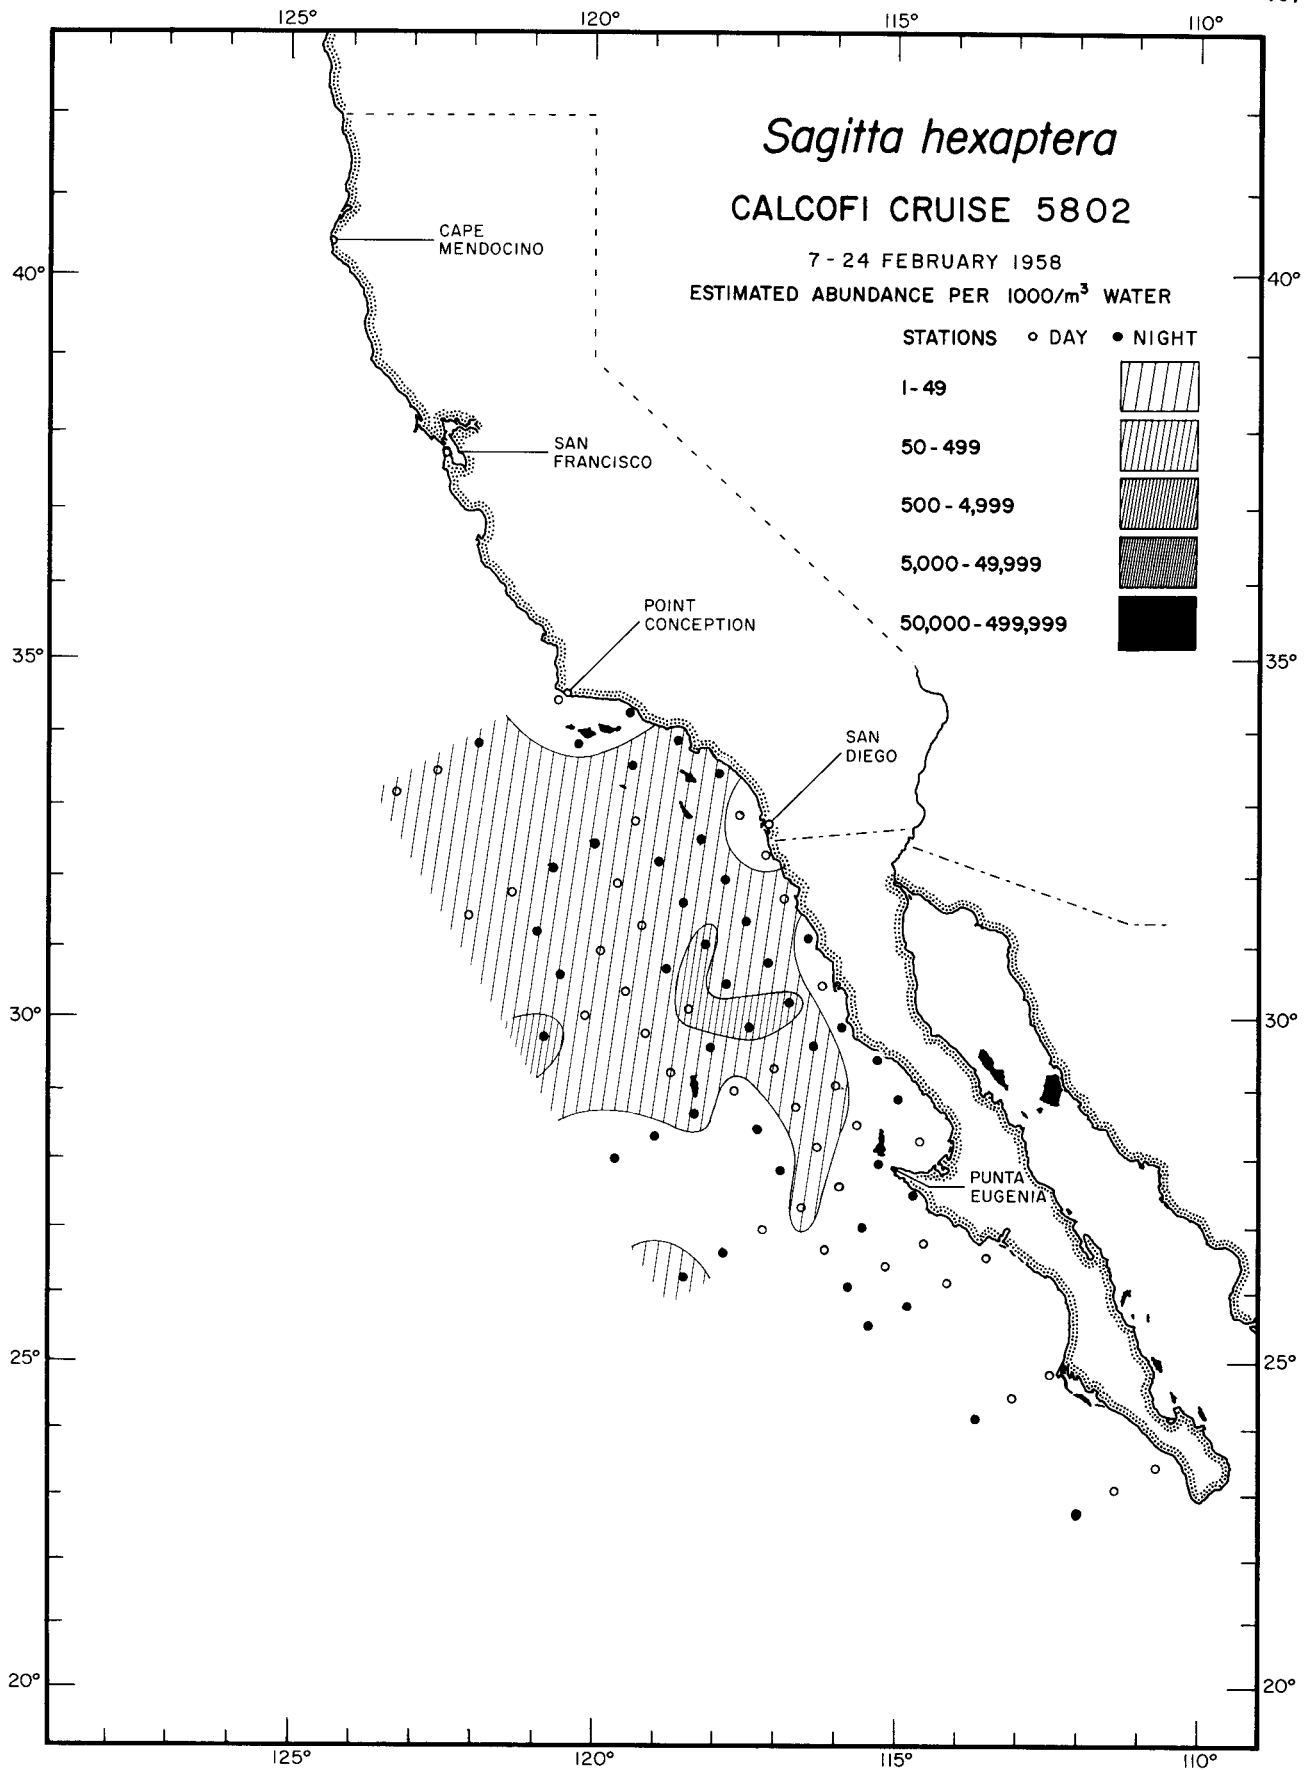 125° 120° 115° 110°
Sagitta hexaptera
CALCOFI CRUISE 5802
7-24 FEBRUARY 1958
ESTIMATED ABUNDANCE PER 1000/m³ WATER
STATIONS ○ DAY ● NIGHT
1-49
50-499
500-4,999
5,000-49,999
50,000-499,999
CAPE
MENDOCINO
40° 40°
SAN
FRANCISCO
POINT
CONCEPTION
35° 35°
SAN
DIEGO
30° 30°
PUNTA
EUGENIA
25° 25°
20° 20°
125° 120° 115° 110°